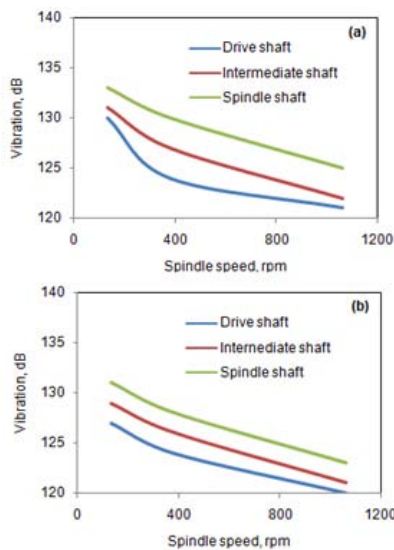 (a)
140
Drive shaft
Intermediate shaft
Spindle shaft
135
130
125
120
Vibration, dB
0 400 800 1200
Spindle speed, rpm
(b)
140
Drive shaft
Internediate shaft
Spindle shaft
135
130
125
120
Vibration, dB
0 400 800 1200
Spindle speed, rpm